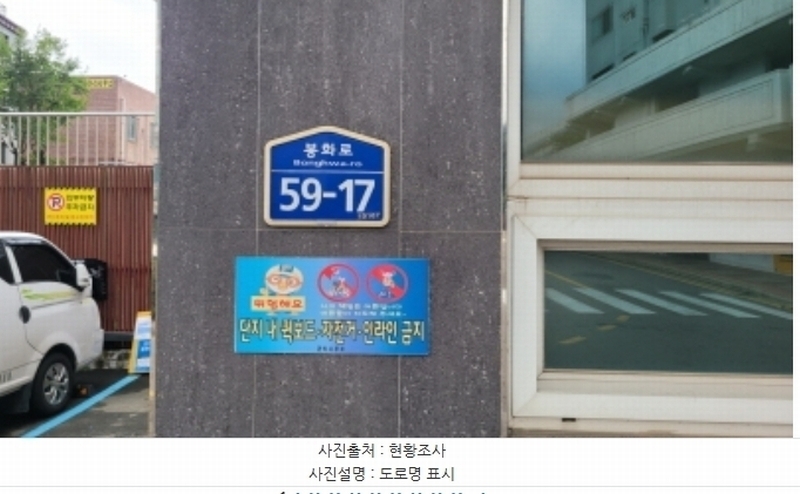 봉화로
Bonghwa-ro
59-17
위험해요
단지 내 퀵보드·자전거·인라인 금지
사진출처 : 현황조사
사진설명 : 도로명 표시